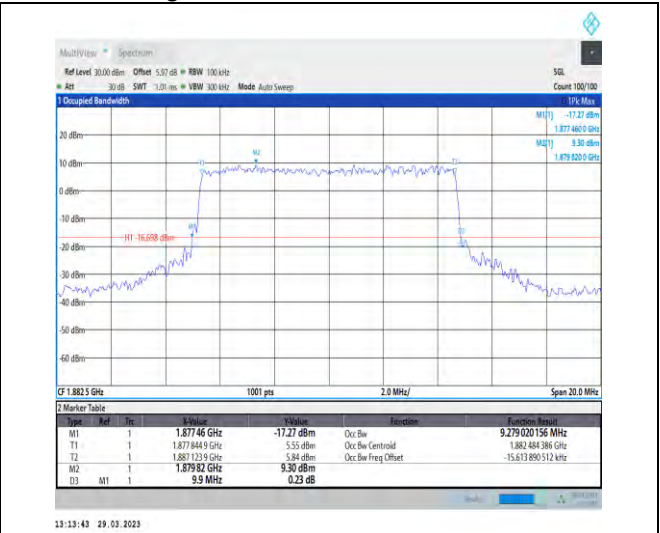 MultiView Spectrum
Ref Level 30.00 dBm Offset 5.97 dB RBW 100 kHz SGL
Att 30 dB SWT 1.01 ms VBW 300 kHz Mode Auto Sweep Count 100/100
1 Occupied Bandwidth 1Pk Max
M1[1] -17.27 dBm
1.877 460 0 GHz
M2[1] 9.30 dBm
1.879 820 0 GHz
20 dBm
M2
10 dBm
T1 T2
0 dBm
-10 dBm
M1 D3
H1 -16.698 dBm
-20 dBm
-30 dBm
-40 dBm
-50 dBm
-60 dBm
CF 1.882 5 GHz 1001 pts 2.0 MHz/ Span 20.0 MHz
2 Marker Table
Type Ref Trc X-Value Y-Value Function Function Result
M1 1 1.877 46 GHz -17.27 dBm Occ Bw 9.279 020 156 MHz
T1 1 1.877 844 9 GHz 5.55 dBm Occ Bw Centroid 1.882 484 386 GHz
T2 1 1.887 123 9 GHz 5.84 dBm Occ Bw Freq Offset -15.613 890 512 kHz
M2 1 1.879 82 GHz 9.30 dBm
D3 M1 1 9.9 MHz 0.23 dB
13:13:43 29.03.2023